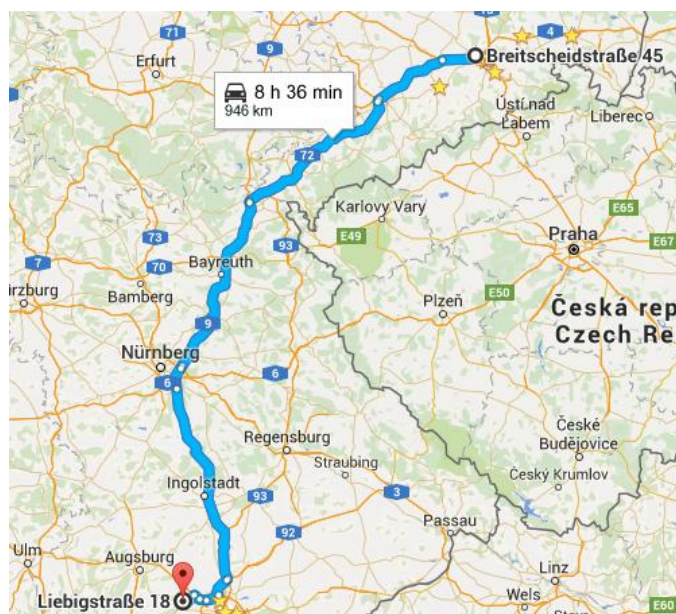 71
9
13
4
Erfurt
Breitscheidstraße 45
8 h 36 min
946 km
Ústí nad
Labem
Liberec
72
Karlovy Vary
E65
73
93
E49
Praha
E67
7
70
Bayreuth
E50
irzburg
Bamberg
Plzeň
9
Česká rep
Czech Re
Nürnberg
6
6
Regensburg
České
Budějovice
Straubing
Český Krumlov
Ingolstadt
93
3
92
Passau
Ulm
Augsburg
Linz
Liebigstraße 18
Wels
E60